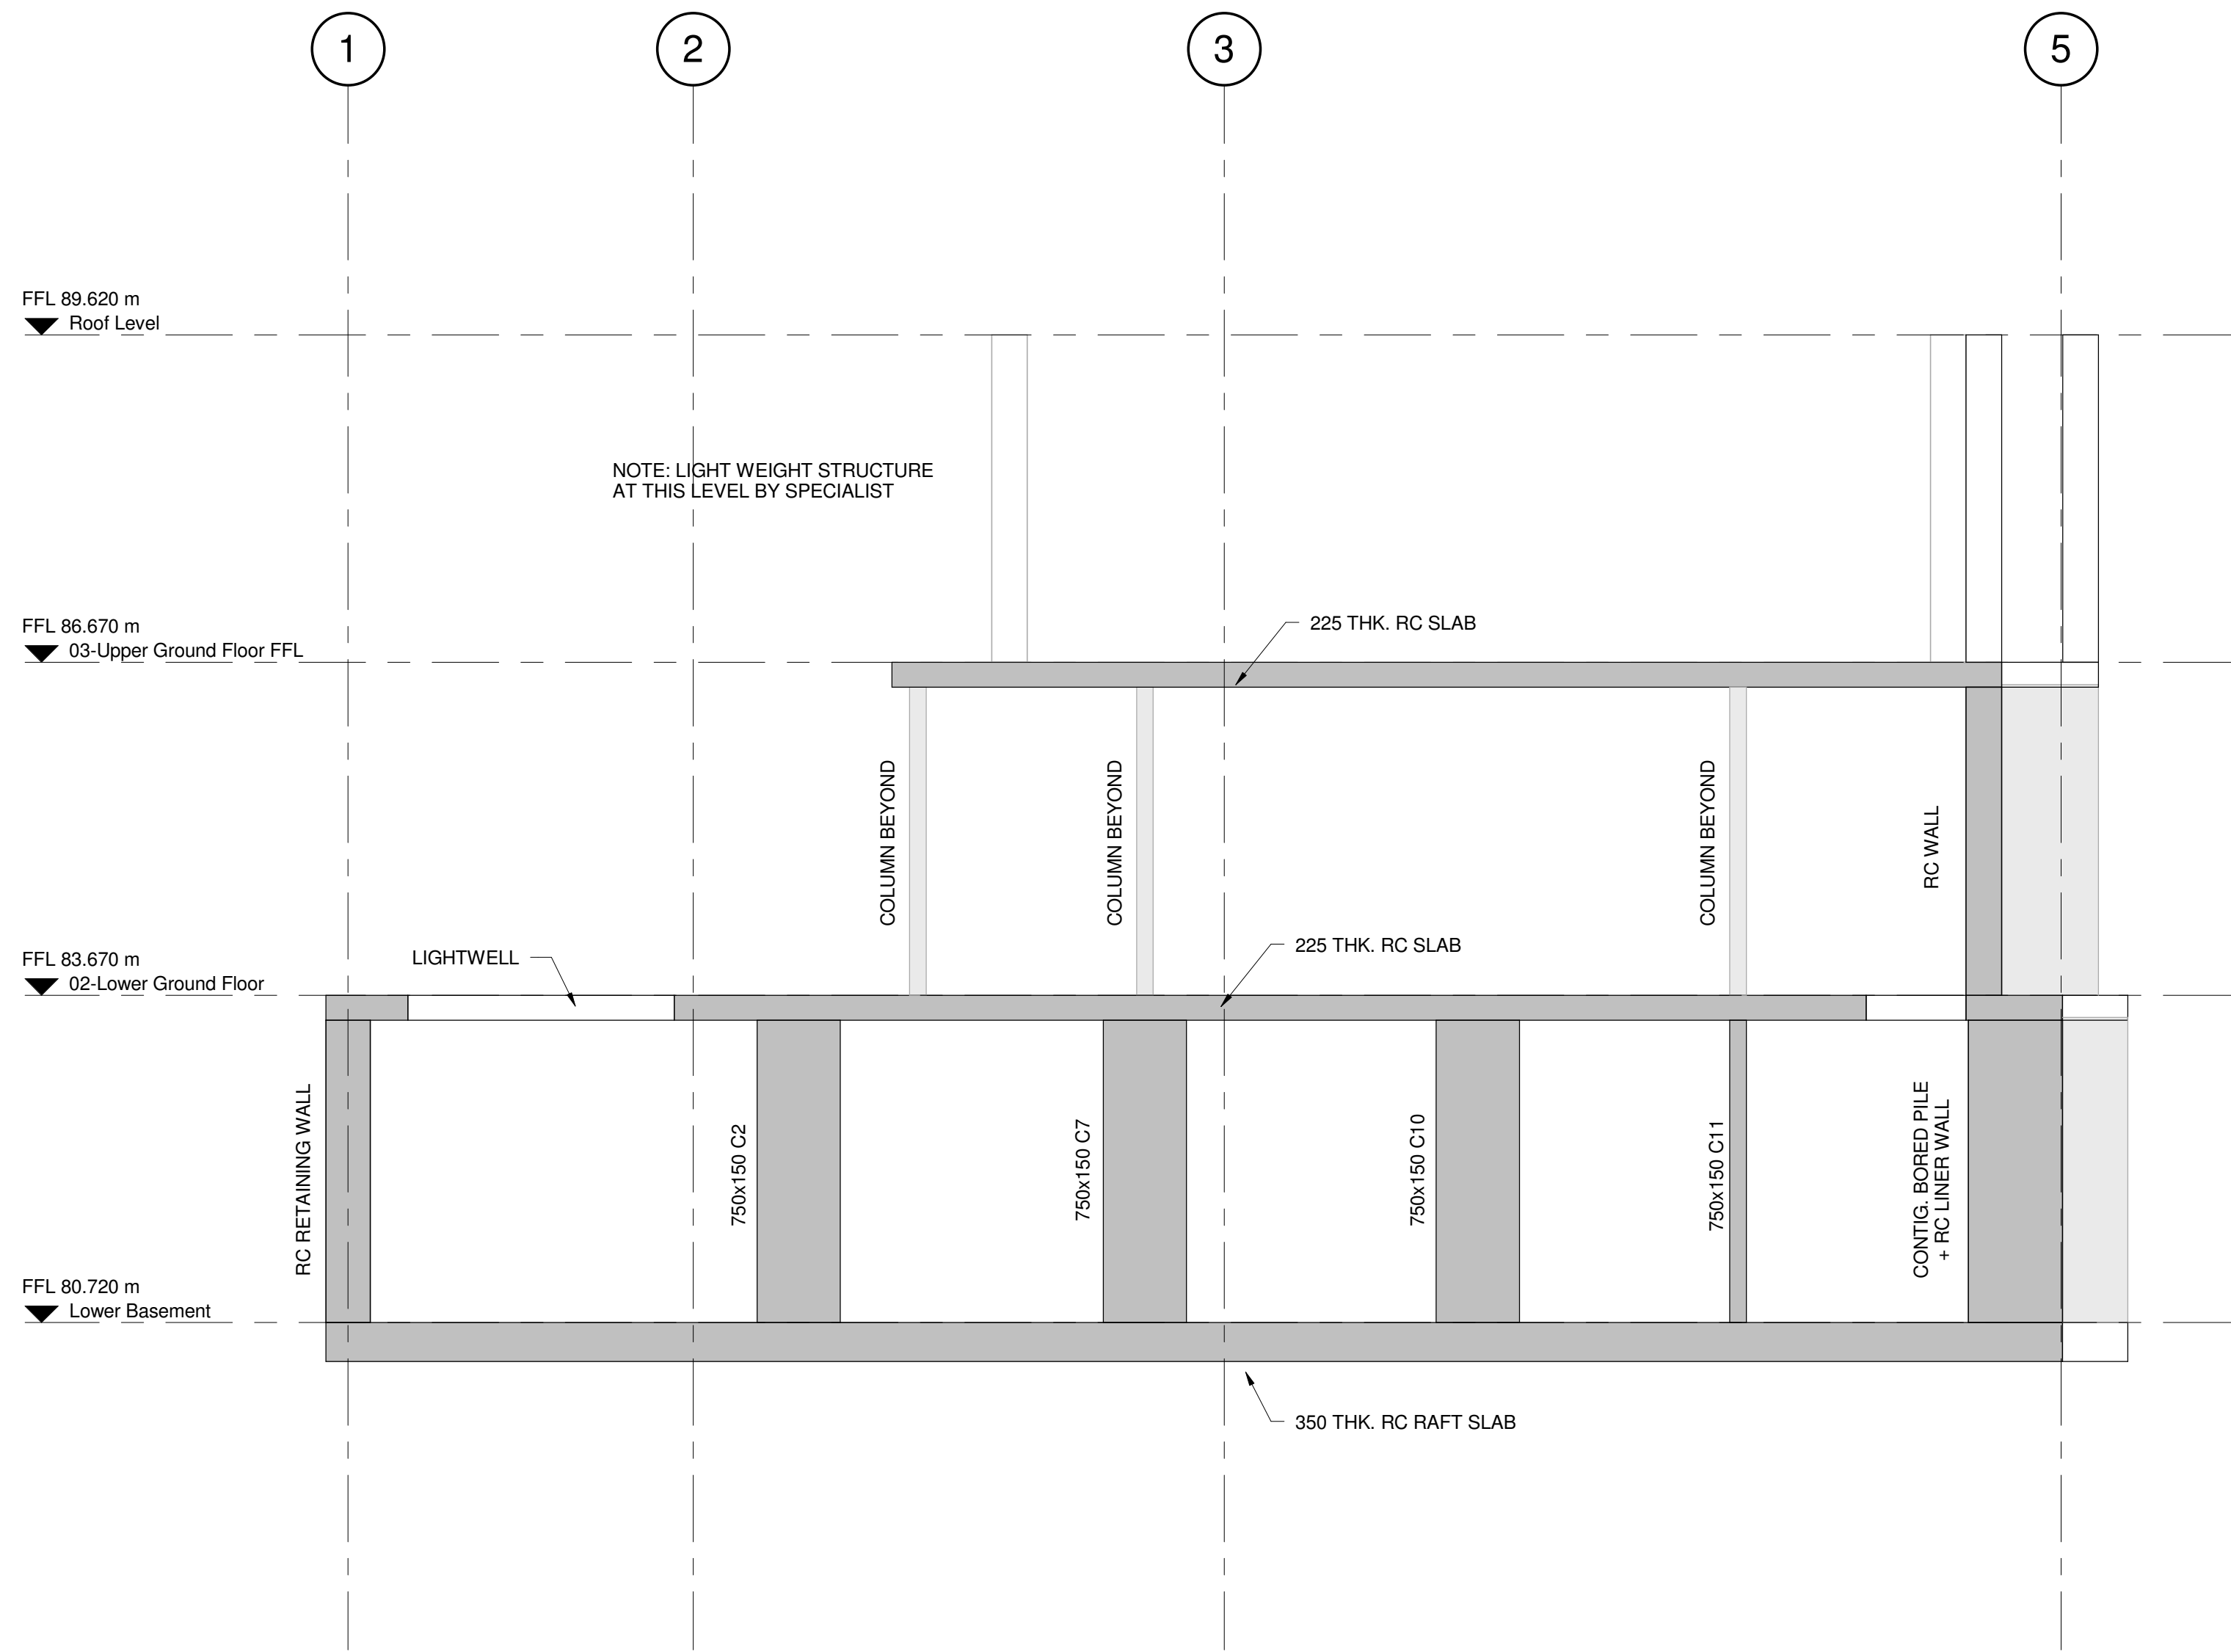 1
2
3
5
FFL 89.620 m
Roof Level
NOTE: LIGHT WEIGHT STRUCTURE
AT THIS LEVEL BY SPECIALIST
225 THK. RC SLAB
FFL 86.670 m
03-Upper Ground Floor FFL
COLUMN BEYOND
COLUMN BEYOND
COLUMN BEYOND
RC WALL
FFL 83.670 m
02-Lower Ground Floor
LIGHTWELL
225 THK. RC SLAB
RC RETAINING WALL
750x150 C2
750x150 C7
750x150 C10
750x150 C11
CONTIG. BORED PILE
+ RC LINER WALL
FFL 80.720 m
Lower Basement
350 THK. RC RAFT SLAB